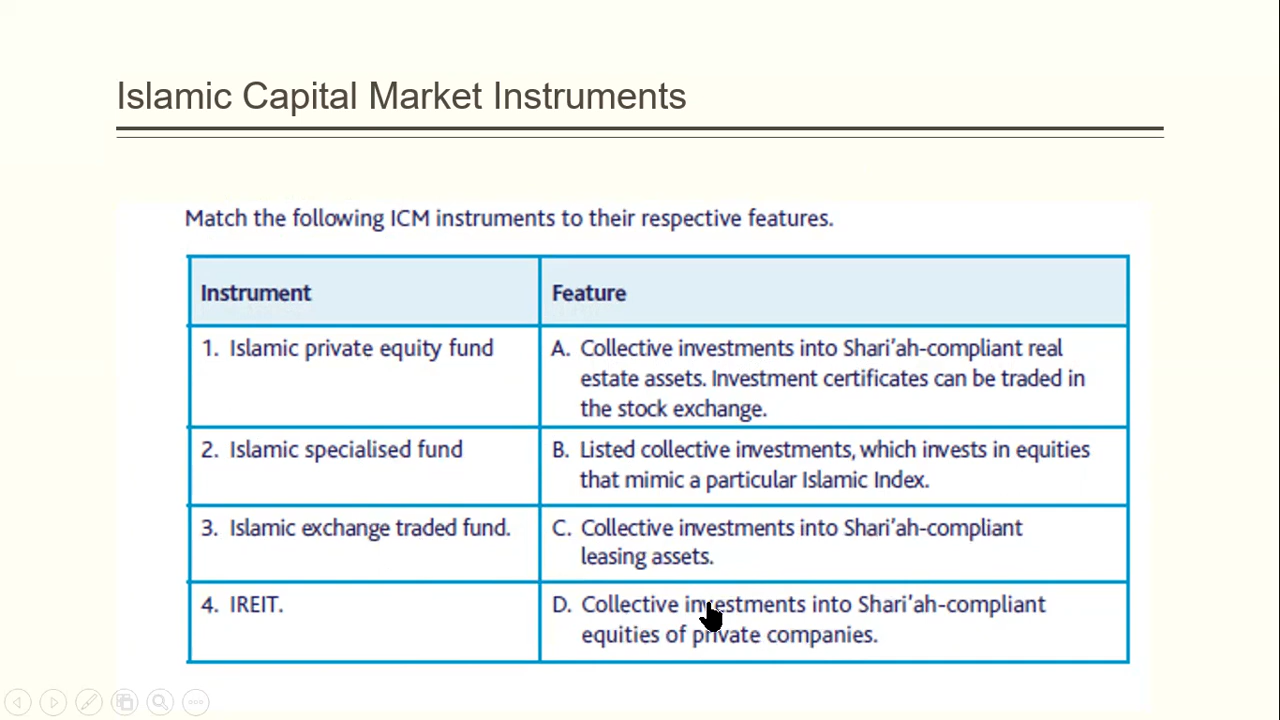 Islamic Capital Market Instruments
Match the following ICM instruments to their respective features.
Instrument
Feature
1. Islamic private equity fund
A. Collective investments into Shari'ah-compliant real
estate assets. Investment certificates can be traded in
the stock exchange.
2. Islamic specialised fund
B. Listed collective investments, which invests in equities
that mimic a particular Islamic Index.
3. Islamic exchange traded fund.
C. Collective investments into Shari'ah-compliant
leasing assets.
4. IREIT.
D. Collective investments into Shari'ah-compliant
equities of private companies.